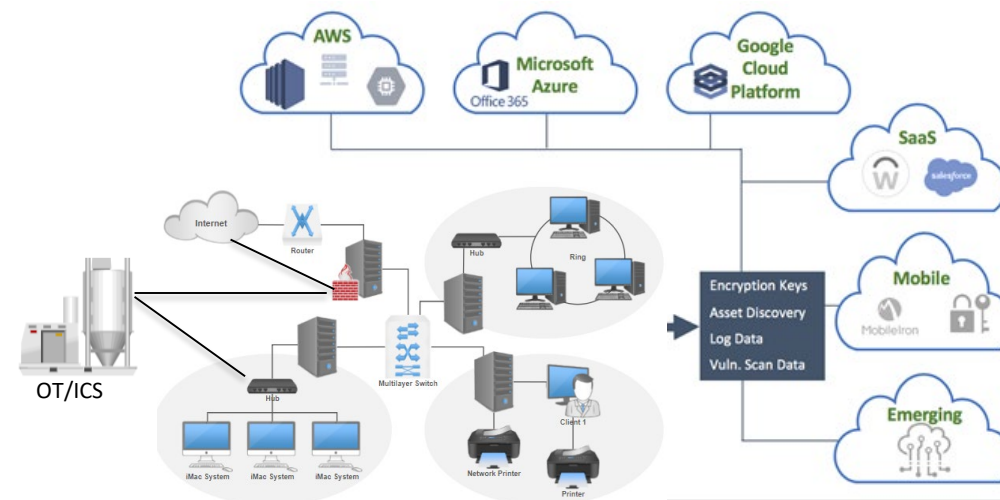 AWS
Microsoft
Azure
Office 365
Google
Cloud
Platform
SaaS
W
salesforce
Internet
Router
Hub
Ring
Encryption Keys
Asset Discovery
Log Data
Vuln. Scan Data
Mobile
MobileIron
OT/ICS
Multilayer Switch
Hub
iMac System
iMac System
iMac System
Client 1
Network Printer
Printer
Emerging